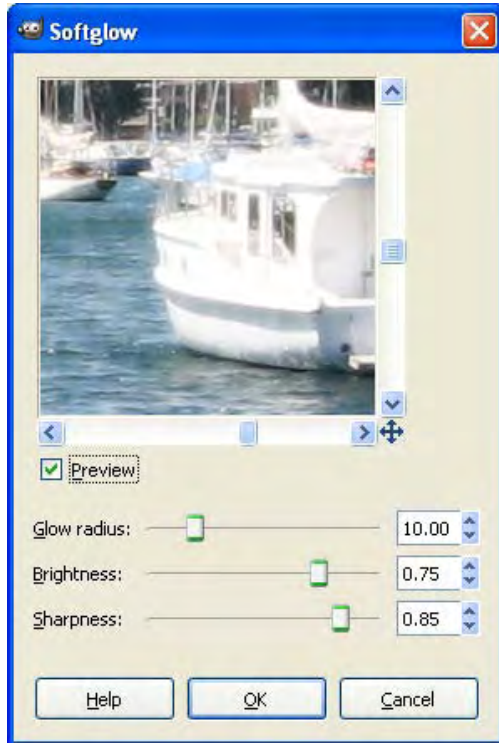 Softglow
Preview
Glow radius: 10.00
Brightness: 0.75
Sharpness: 0.85
Help OK Cancel